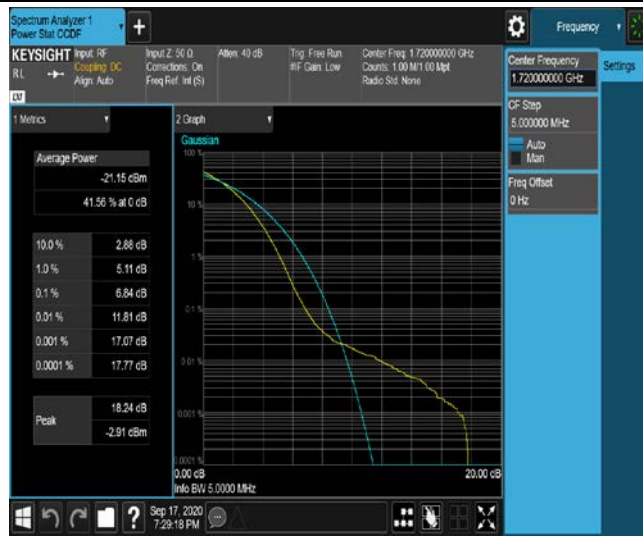 Spectrum Analyzer 1
Power Stat CCDF
Frequency
KEYSIGHT
RL
LXI
Input: RF
Coupling: DC
Align: Auto
Input Z: 50 Ω
Corrections: On
Freq Ref: Int (S)
Atten: 40 dB
Trig: Free Run
#IF Gain: Low
Center Freq: 1.720000000 GHz
Counts: 1.00 M/1.00 Mpt
Radio Std: None
Center Frequency
1.720000000 GHz
Settings
CF Step
5.000000 MHz
Auto
Man
Freq Offset
0 Hz
1 Metrics
Average Power
-21.15 dBm
41.56 % at 0 dB
10.0 % 2.88 dB
1.0 % 5.11 dB
0.1 % 6.84 dB
0.01 % 11.81 dB
0.001 % 17.07 dB
0.0001 % 17.77 dB
Peak
18.24 dB
-2.91 dBm
2 Graph
Gaussian
100 %
10 %
1 %
0.1 %
0.01 %
0.001 %
0.0001 %
0.00 dB 20.00 dB
Info BW 5.0000 MHz
?
Sep 17, 2020
7:29:18 PM